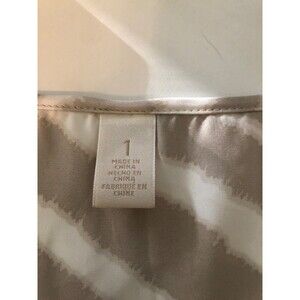 1
MADE IN
CHINA
HECHO EN
CHINA
FABRIQUÉ EN
CHINE